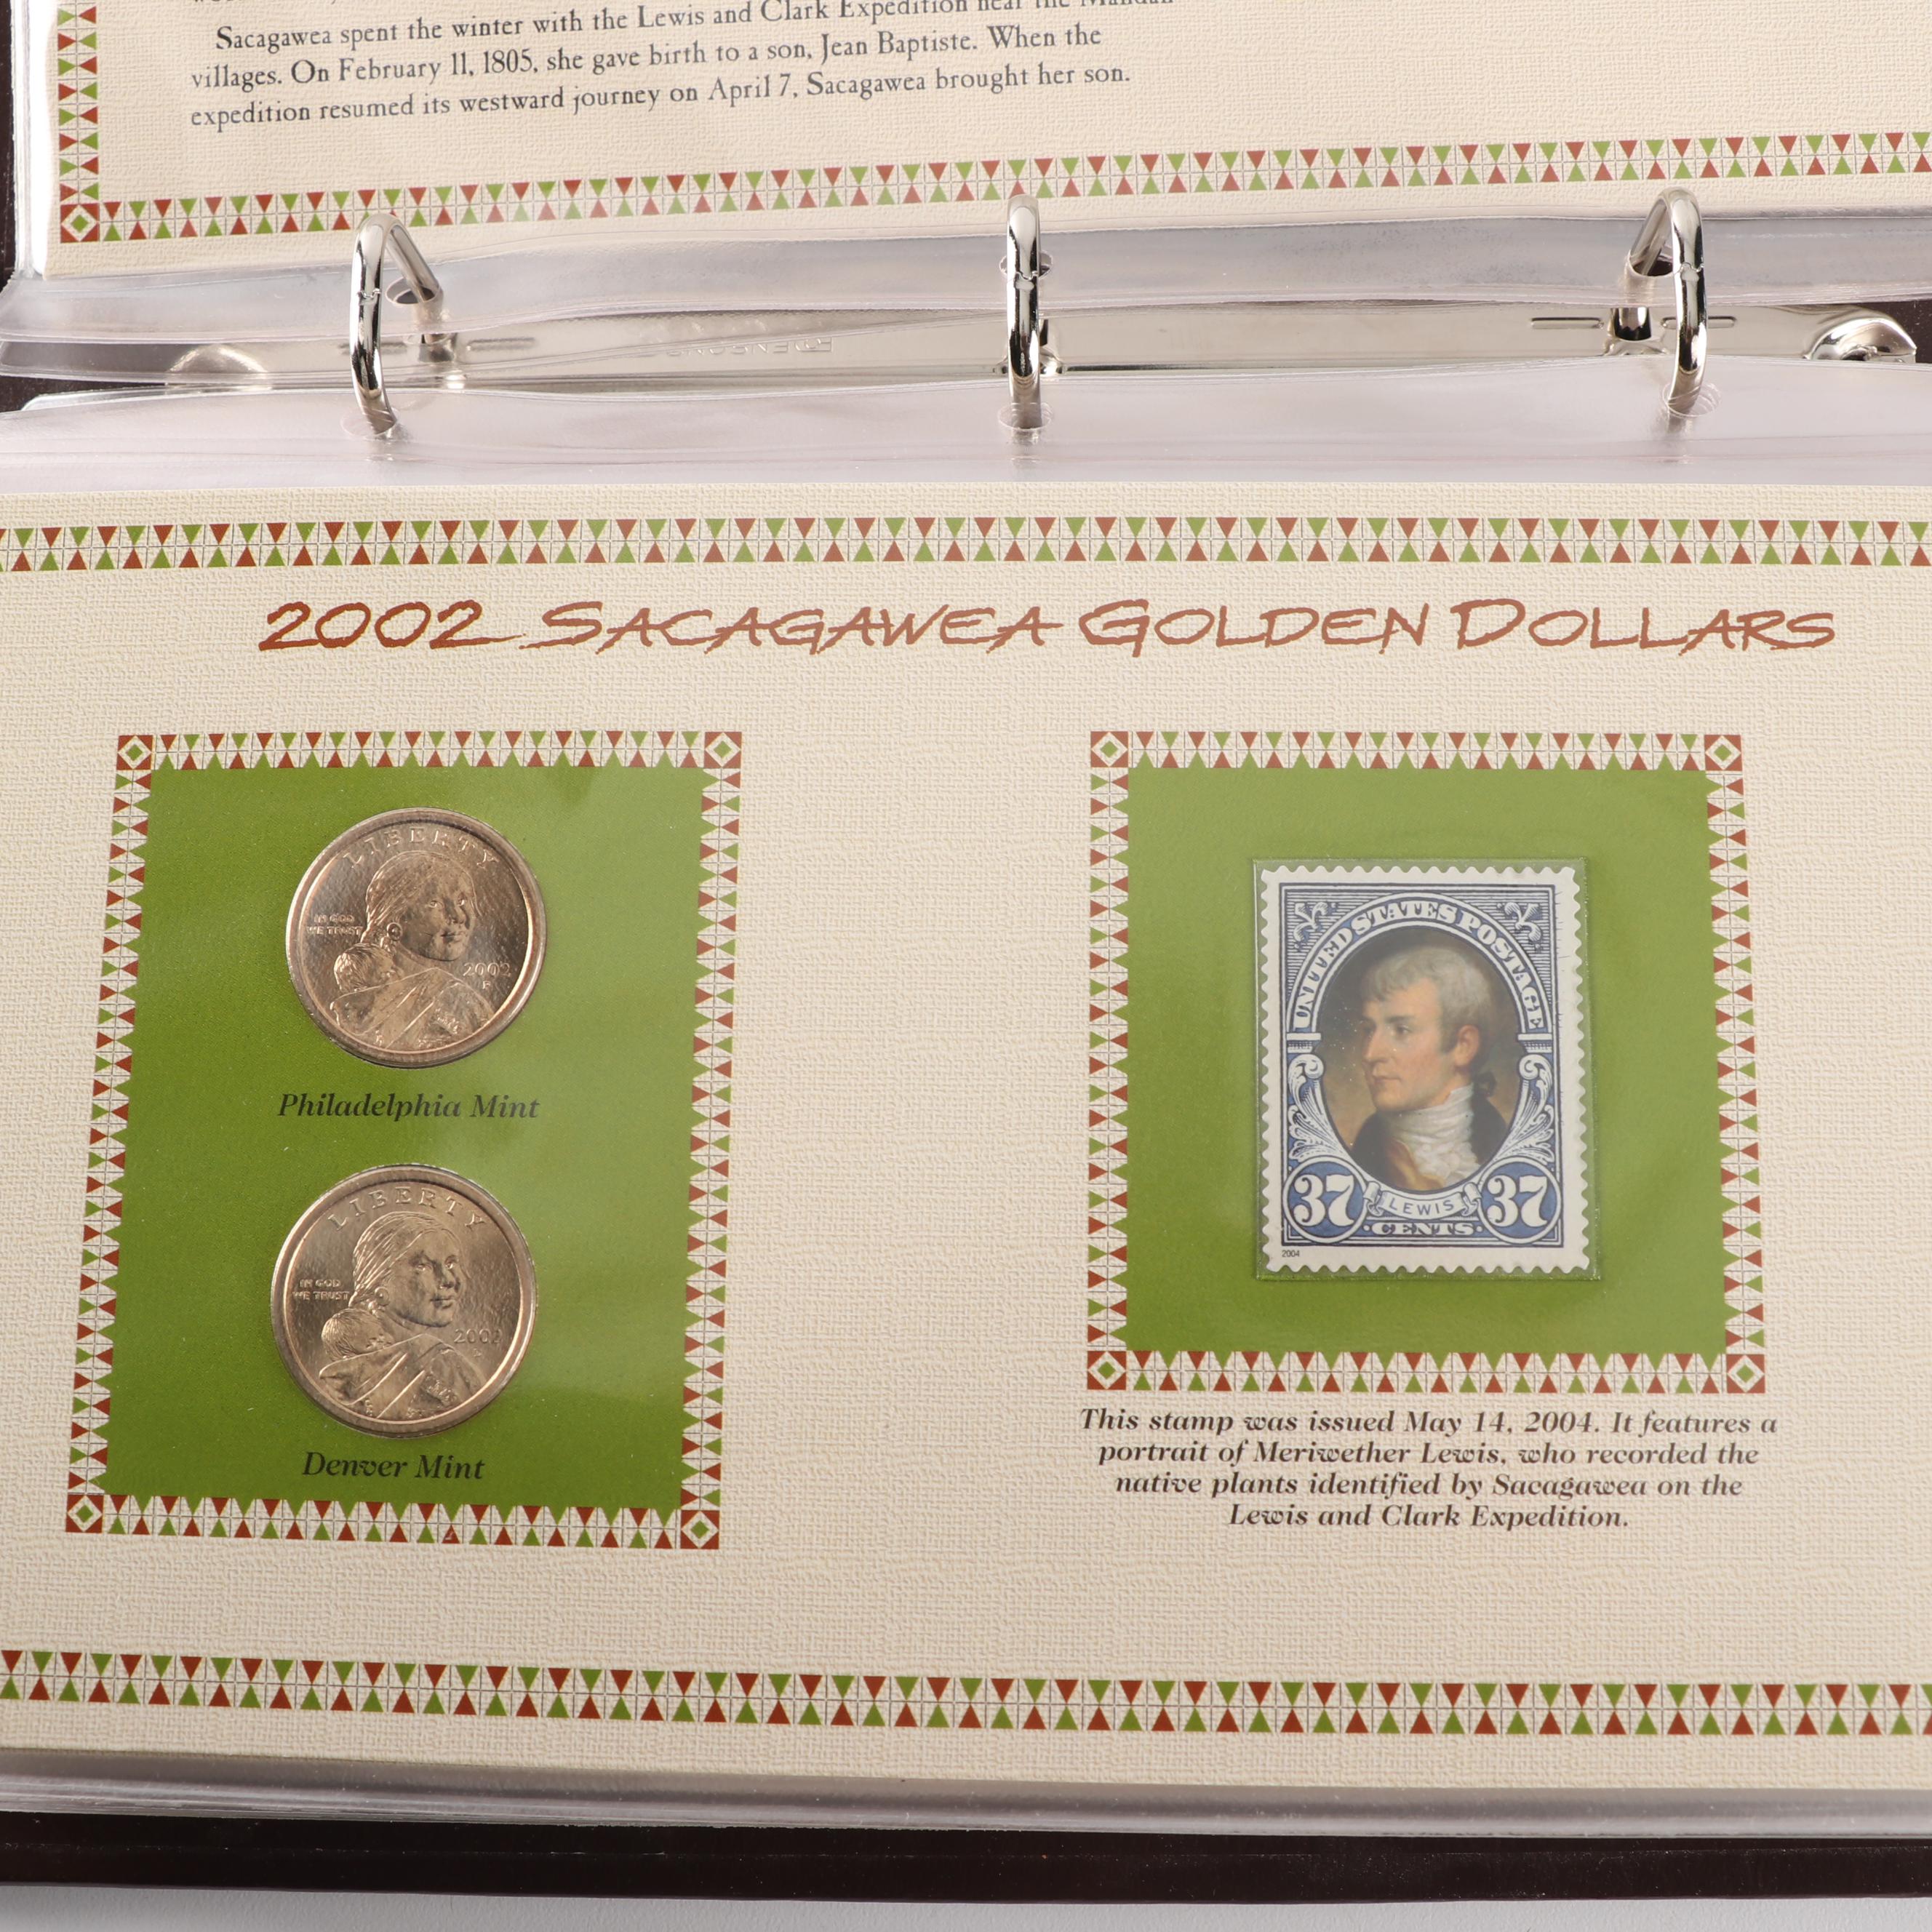 Sacagawea spent the winter with the Lewis and Clark Expedition near the Mandan
villages. On February 11, 1805, she gave birth to a son, Jean Baptiste. When the
expedition resumed its westward journey on April 7, Sacagawea brought her son.
2002 SACAGAWEA GOLDEN DOLLARS
LIBERTY
IN GOD
WE TRUST
2002
P
Philadelphia Mint
LIBERTY
IN GOD
WE TRUST
2002
Denver Mint
UNITED STATES POSTAGE
37 LEWIS 37
CENTS
2004
This stamp was issued May 14, 2004. It features a
portrait of Meriwether Lewis, who recorded the
native plants identified by Sacagawea on the
Lewis and Clark Expedition.